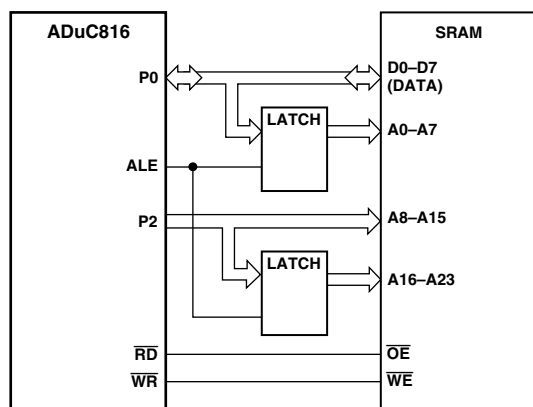 ADuC816
SRAM
P0
D0–D7
(DATA)
LATCH
A0–A7
ALE
P2
A8–A15
LATCH
A16–A23
RD
OE
WR
WE